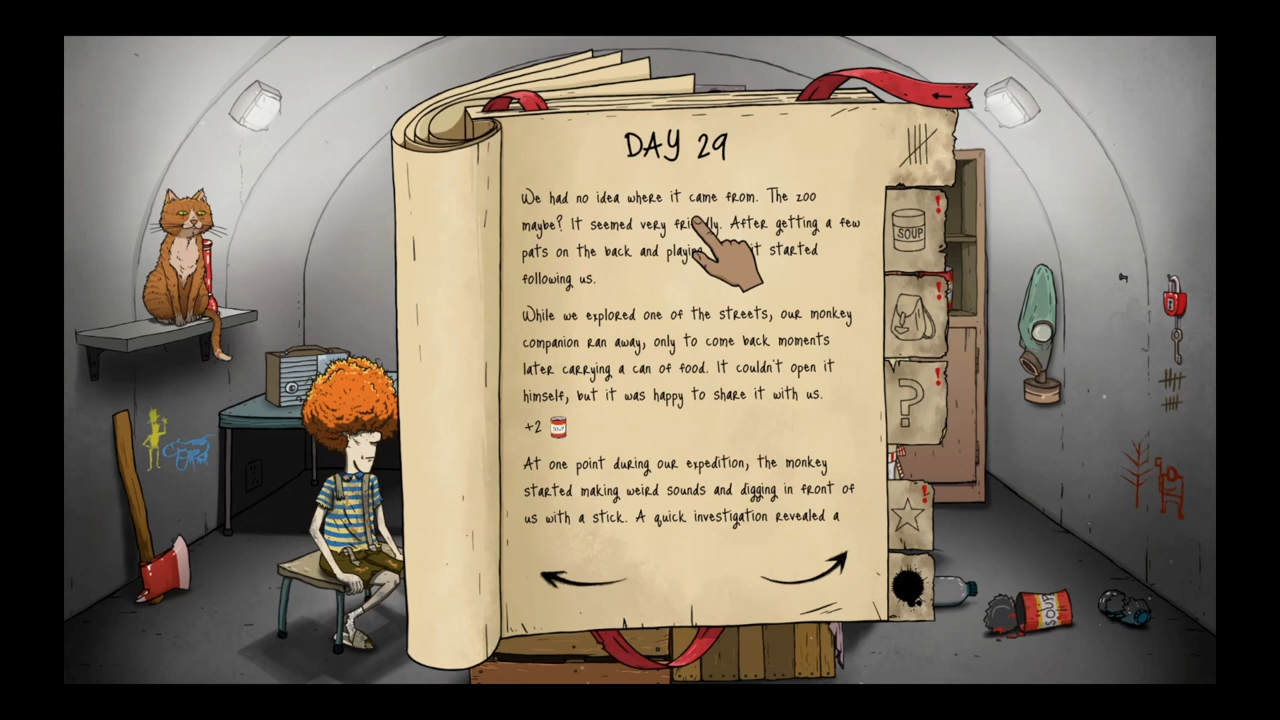 DAY 29
We had no idea where it came from. The zoo
maybe? It seemed very friendly. After getting a few
pats on the back and it started
following us.
While we explored one of the streets, our monkey
companion ran away, only to come back moments
later carrying a can of food. It couldn't open it
himself, but it was happy to share it with us.
+2 SOUP
At one point during our expedition, the monkey
started making weird sounds and digging in front of
us with a stick. A quick investigation revealed a
SOUP
!
!
?
!
!
SOUP